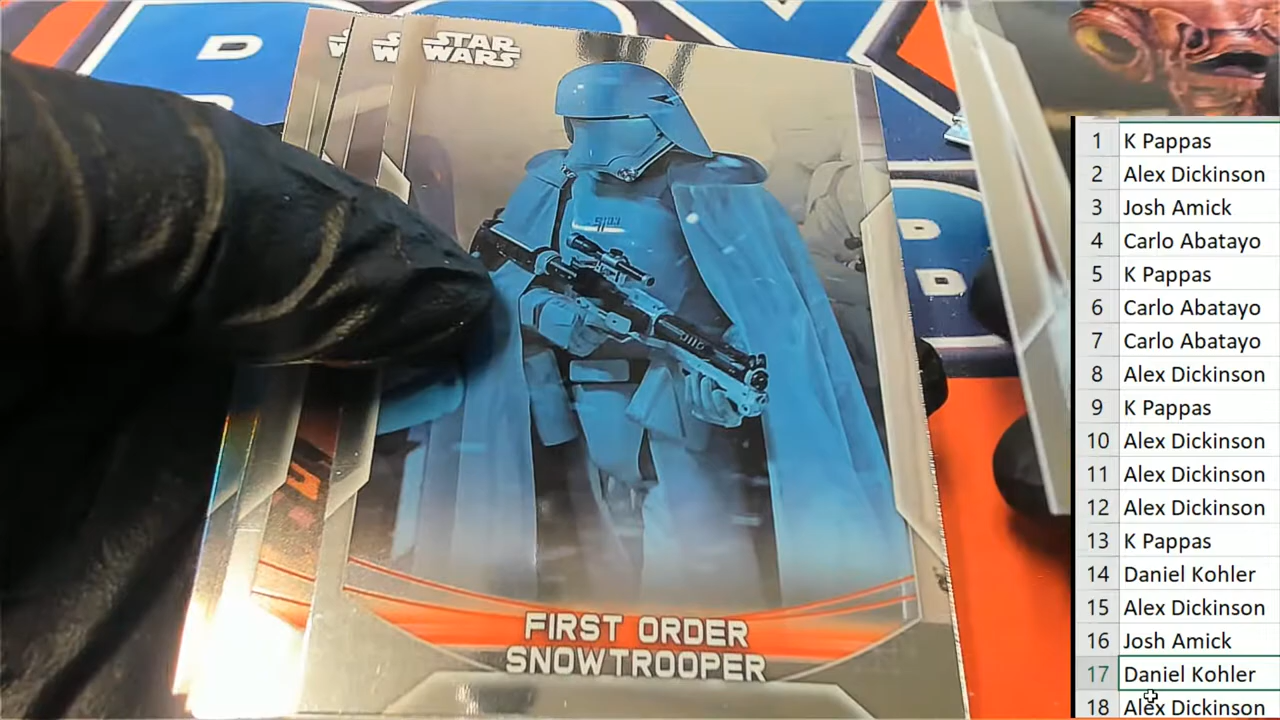 STAR
WARS
FIRST ORDER
SNOWTROOPER
1 K Pappas
2 Alex Dickinson
3 Josh Amick
4 Carlo Abatayo
5 K Pappas
6 Carlo Abatayo
7 Carlo Abatayo
8 Alex Dickinson
9 K Pappas
10 Alex Dickinson
11 Alex Dickinson
12 Alex Dickinson
13 K Pappas
14 Daniel Kohler
15 Alex Dickinson
16 Josh Amick
17 Daniel Kohler
18 Alex Dickinson